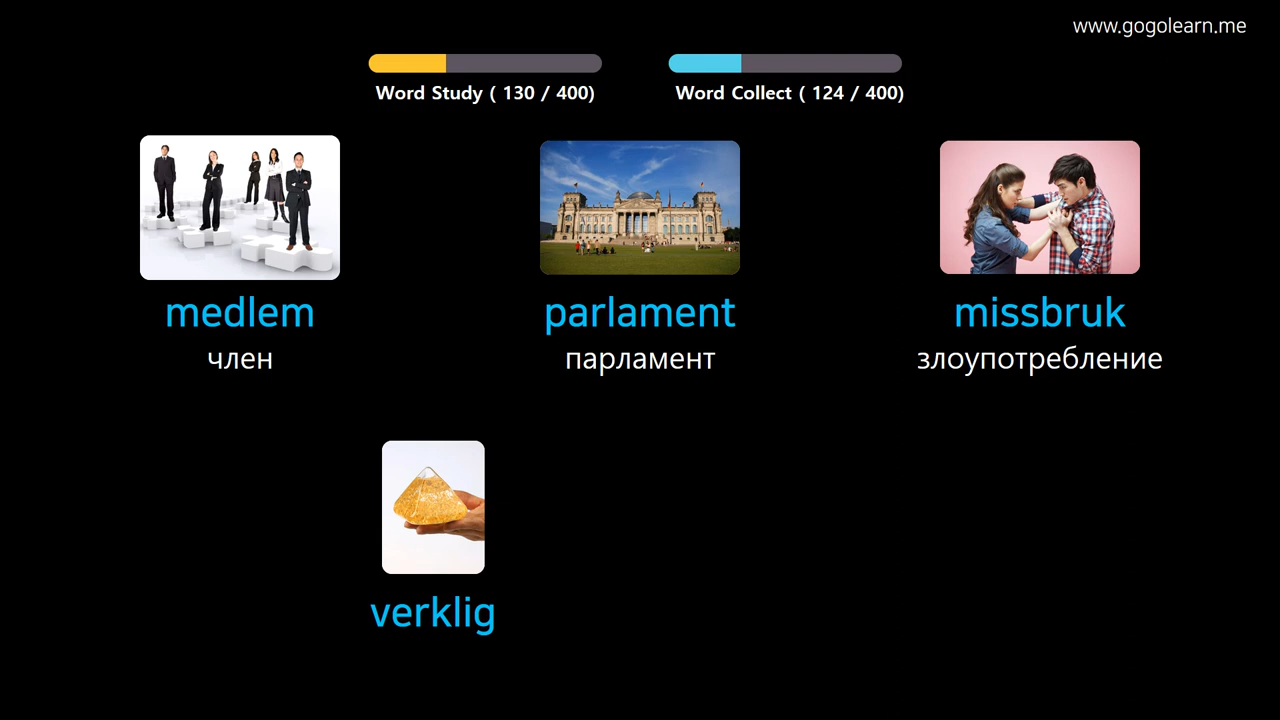 www.gogolearn.me
Word Study ( 130 / 400)
Word Collect ( 124 / 400)
medlem
член
parlament
парламент
missbruk
злоупотребление
verklig